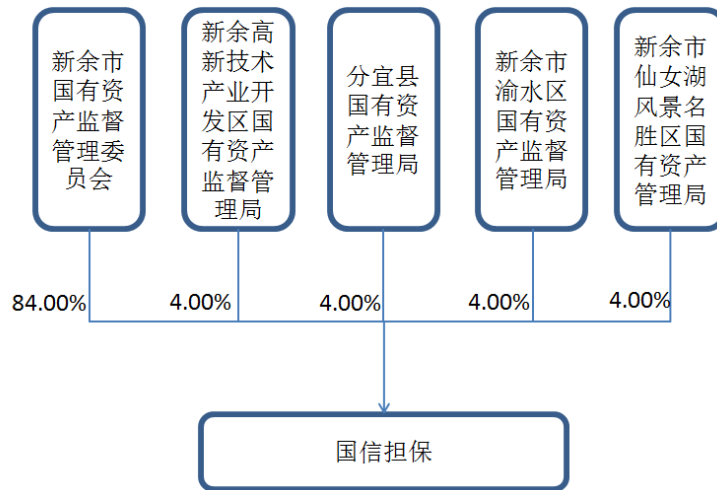 新余市
国有资
产监督
管理委
员会
新余高
新技术
产业开
发区国
有资产
监督管
理局
分宜县
国有资
产监督
管理局
新余市
渝水区
国有资
产监督
管理局
新余市
仙女湖
风景名
胜区国
有资产
管理局
84.00%
4.00%
4.00%
4.00%
4.00%
国信担保